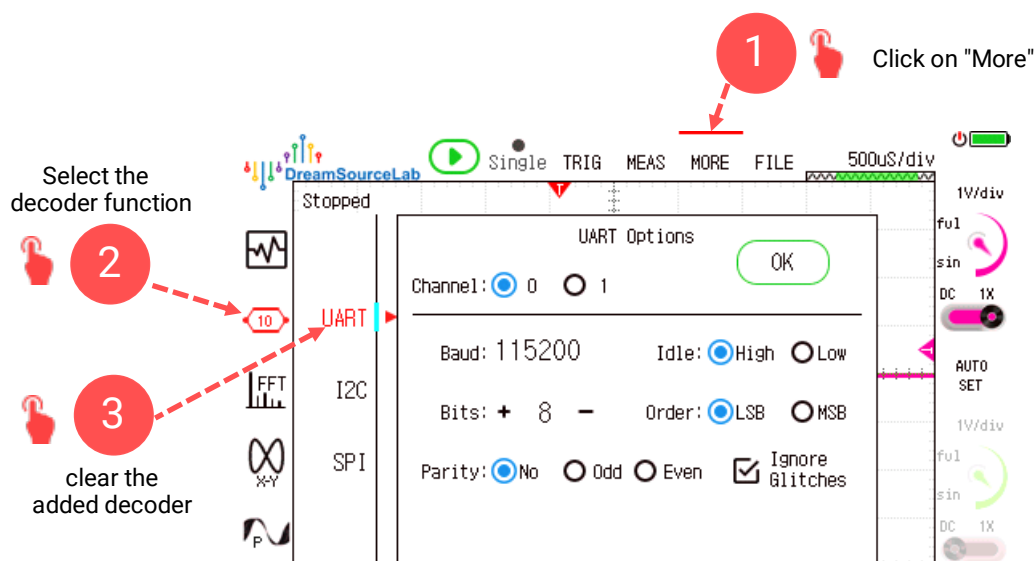 1
Click on "More"
DreamSourceLab
Single TRIG MEAS MORE FILE 500uS/div
Select the
decoder function
2
Stopped
T
1V/div
ful
sin
DC 1X
AUTO
SET
1V/div
ful
sin
DC 1X
10
FFT
X-Y
P
UART
I2C
SPI
UART Options
OK
Channel: 0 1
Baud: 115200 Idle: High Low
Bits: + 8 - Order: LSB MSB
Parity: No Odd Even Ignore
Glitches
3
clear the
added decoder